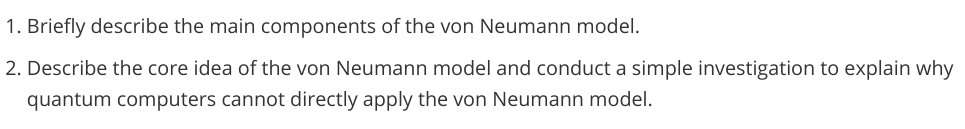 1. Briefly describe the main components of the von Neumann model.
2. Describe the core idea of the von Neumann model and conduct a simple investigation to explain why
quantum computers cannot directly apply the von Neumann model.